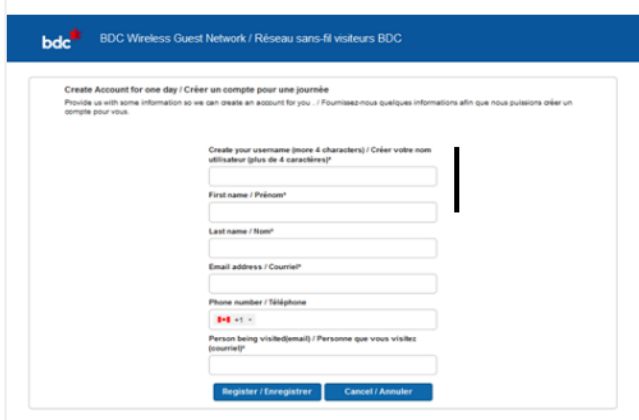 bdc
BDC Wireless Guest Network / Réseau sans-fil visiteurs BDC
Create Account for one day / Créer un compte pour une journée
Provide us with some information so we can create an account for you . / Fournissez-nous quelques informations afin que nous puissions créer un
compte pour vous.
Create your username (more 4 characters) / Créer votre nom
utilisateur (plus de 4 caractères)*
First name / Prénom*
Last name / Nom*
Email address / Courriel*
Phone number / Téléphone
+1
Person being visited(email) / Personne que vous visitez
(courriel)*
Register / Enregistrer
Cancel / Annuler